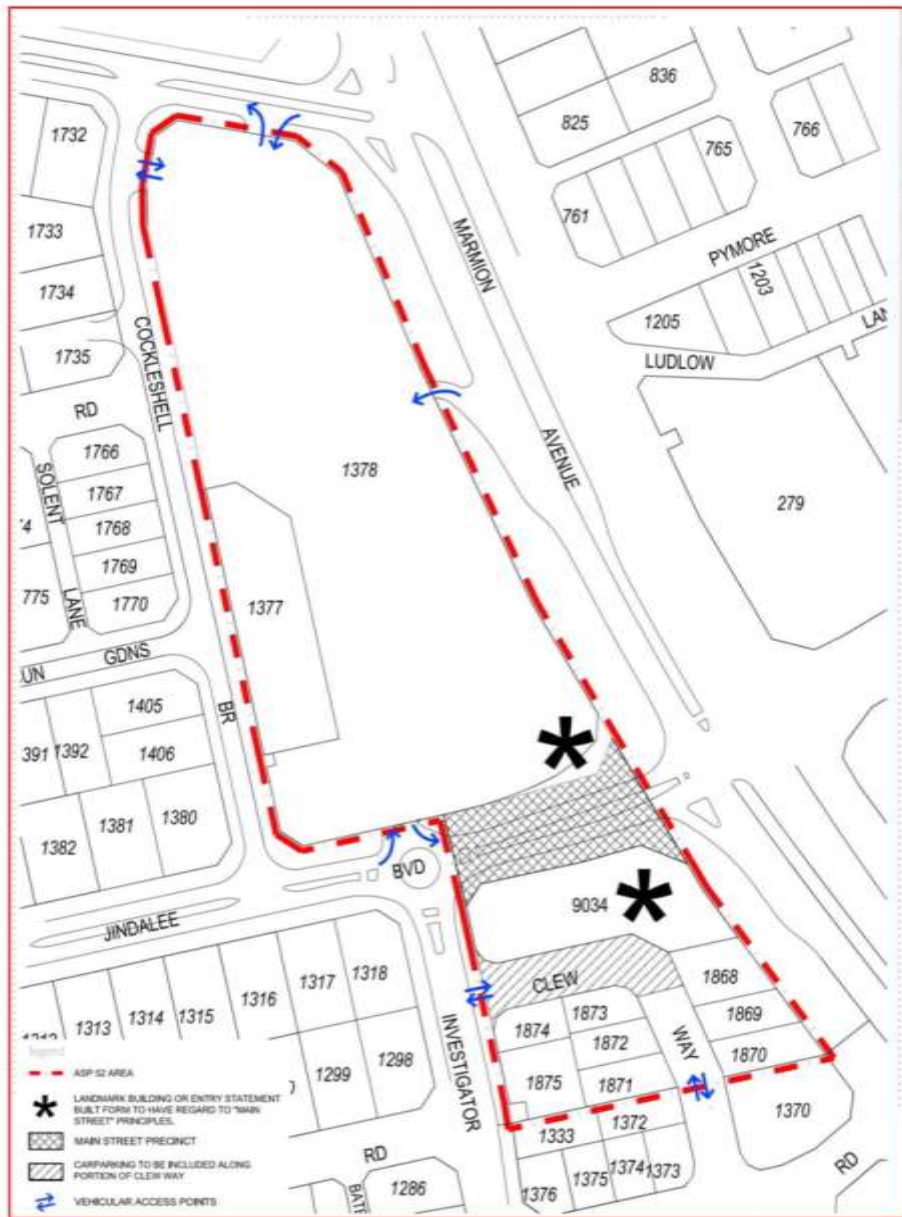 1732
836
825
765
766
1733
761
MARMION
PYMORE
1734
1203
1205
1735
COCKLESHELL
LUDLOW
RD
AVENUE
1766
1378
SOLENT
1767
1768
279
1769
775
LANE
1770
1377
GDNS
1405
BR
391
1392
1406
1382
1381
1380
BVD
9034
JINDALEE
1868
CLEW
1318
1317
1316
1869
1315
1314
1313
1873
1874
WAY
1872
1870
INVESTIGATOR
1298
1299
1875
1871
1370
1372
1333
RD
1374
1373
1375
1376
RD
1286
ASP 52 AREA
LANDMARK BUILDING OR ENTRY STATEMENT
BUILT FORM TO HAVE REGARD TO "MAIN
STREET" PRINCIPLES.
MAIN STREET PRECINCT
CARPARKING TO BE INCLUDED ALONG
PORTION OF CLEW WAY
VEHICULAR ACCESS POINTS